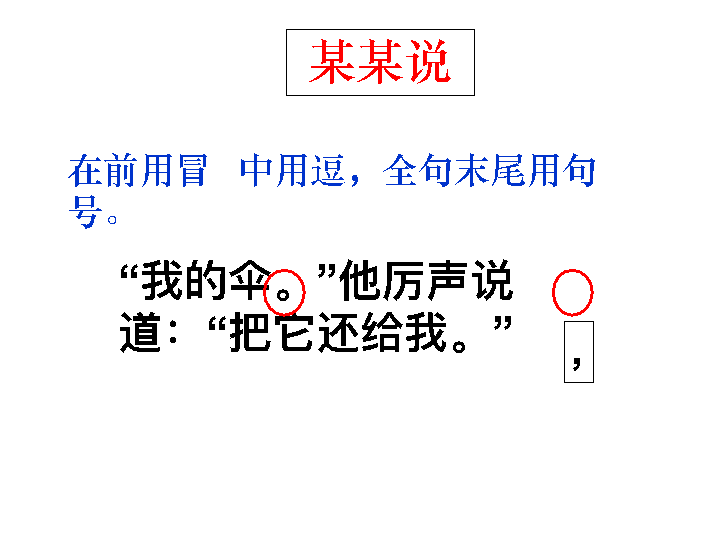 某某说
在前用冒 中用逗，全句末尾用句
号。
“我的伞。”他厉声说
道：“把它还给我。”
，